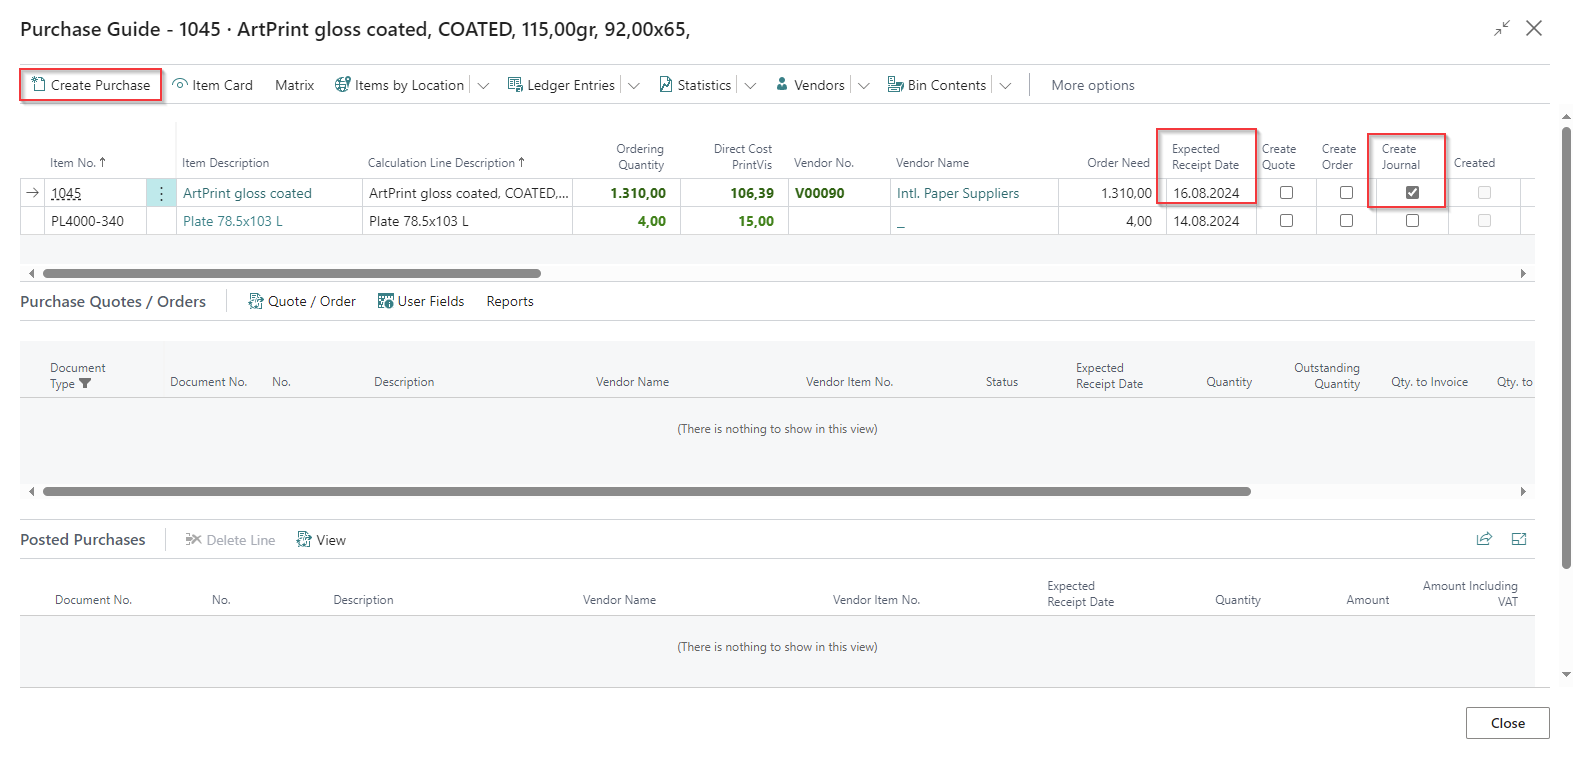 Purchase Guide - 1045 · ArtPrint gloss coated, COATED, 115,00gr, 92,00x65,
Create Purchase Item Card Matrix Items by Location Ledger Entries Statistics Vendors Bin Contents More options
Item No. ↑ Item Description Calculation Line Description ↑ Ordering Quantity Direct Cost PrintVis Vendor No. Vendor Name Order Need Expected Receipt Date Create Quote Create Order Create Journal Created
1045 ArtPrint gloss coated ArtPrint gloss coated, COATED,... 1.310,00 106,39 V00090 Intl. Paper Suppliers 1.310,00 16.08.2024
PL4000-340 Plate 78.5x103 L Plate 78.5x103 L 4,00 15,00 _ 4,00 14.08.2024
Purchase Quotes / Orders Quote / Order User Fields Reports
Document Type Document No. No. Description Vendor Name Vendor Item No. Status Expected Receipt Date Quantity Outstanding Quantity Qty. to Invoice Qty. to
(There is nothing to show in this view)
Posted Purchases Delete Line View
Document No. No. Description Vendor Name Vendor Item No. Expected Receipt Date Quantity Amount Amount Including VAT
(There is nothing to show in this view)
Close